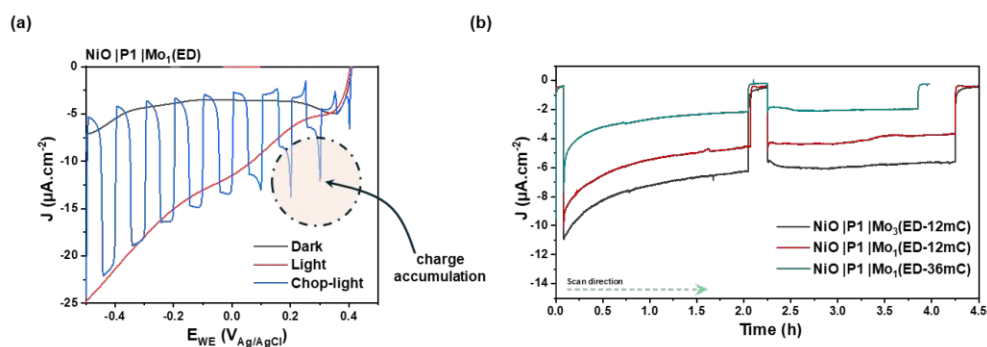 (a)
NiO |P1 |Mo₁(ED)
0
-5
-10
-15
-20
-25
J (µA.cm⁻²)
-0.4
-0.2
0.0
0.2
0.4
E_WE (V_Ag/AgCl)
Dark
Light
Chop-light
charge
accumulation
(b)
0
-2
-4
-6
-8
-10
-12
-14
J (µA.cm⁻²)
NiO |P1 |Mo₃(ED-12mC)
NiO |P1 |Mo₁(ED-12mC)
NiO |P1 |Mo₁(ED-36mC)
Scan direction
0.0
0.5
1.0
1.5
2.0
2.5
3.0
3.5
4.0
4.5
Time (h)